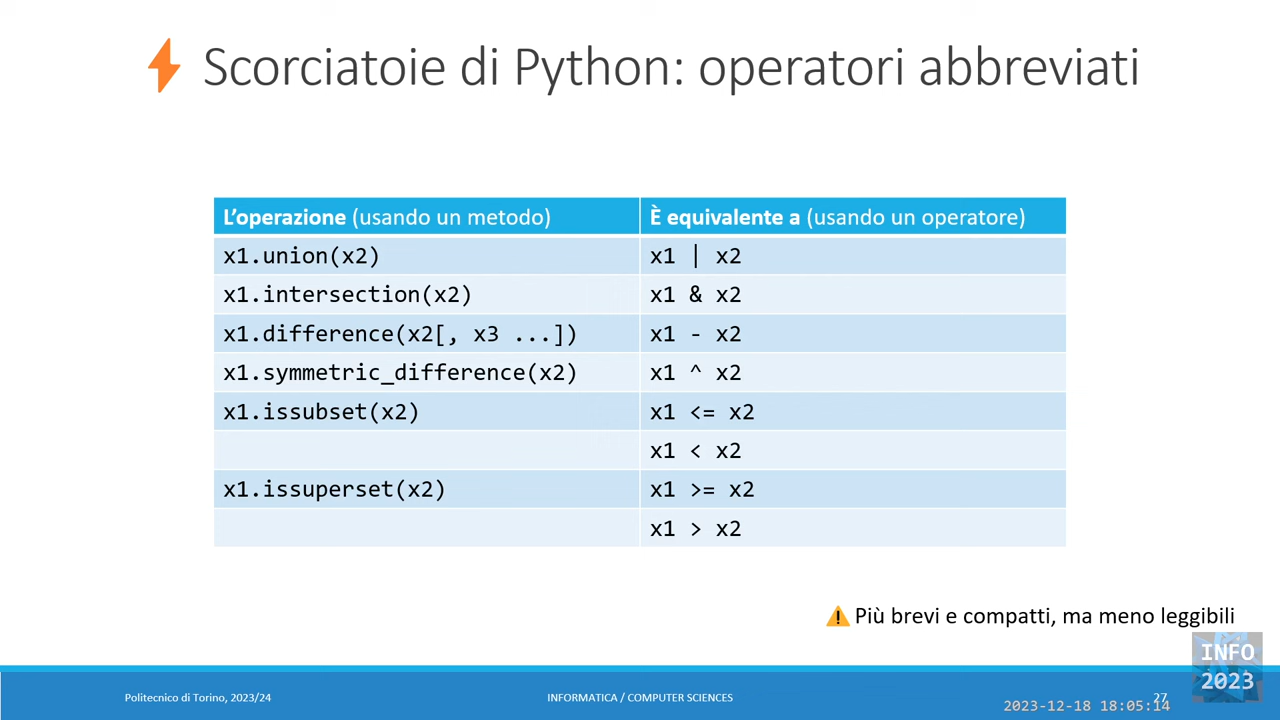 Scorciatoie di Python: operatori abbreviati
L’operazione (usando un metodo) È equivalente a (usando un operatore)
x1.union(x2) x1 | x2
x1.intersection(x2) x1 & x2
x1.difference(x2[, x3 ...]) x1 - x2
x1.symmetric_difference(x2) x1 ^ x2
x1.issubset(x2) x1 <= x2
x1 < x2
x1.issuperset(x2) x1 >= x2
x1 > x2
Più brevi e compatti, ma meno leggibili
INFO
2023
Politecnico di Torino, 2023/24 INFORMATICA / COMPUTER SCIENCES 27
2023-12-18 18:05:14